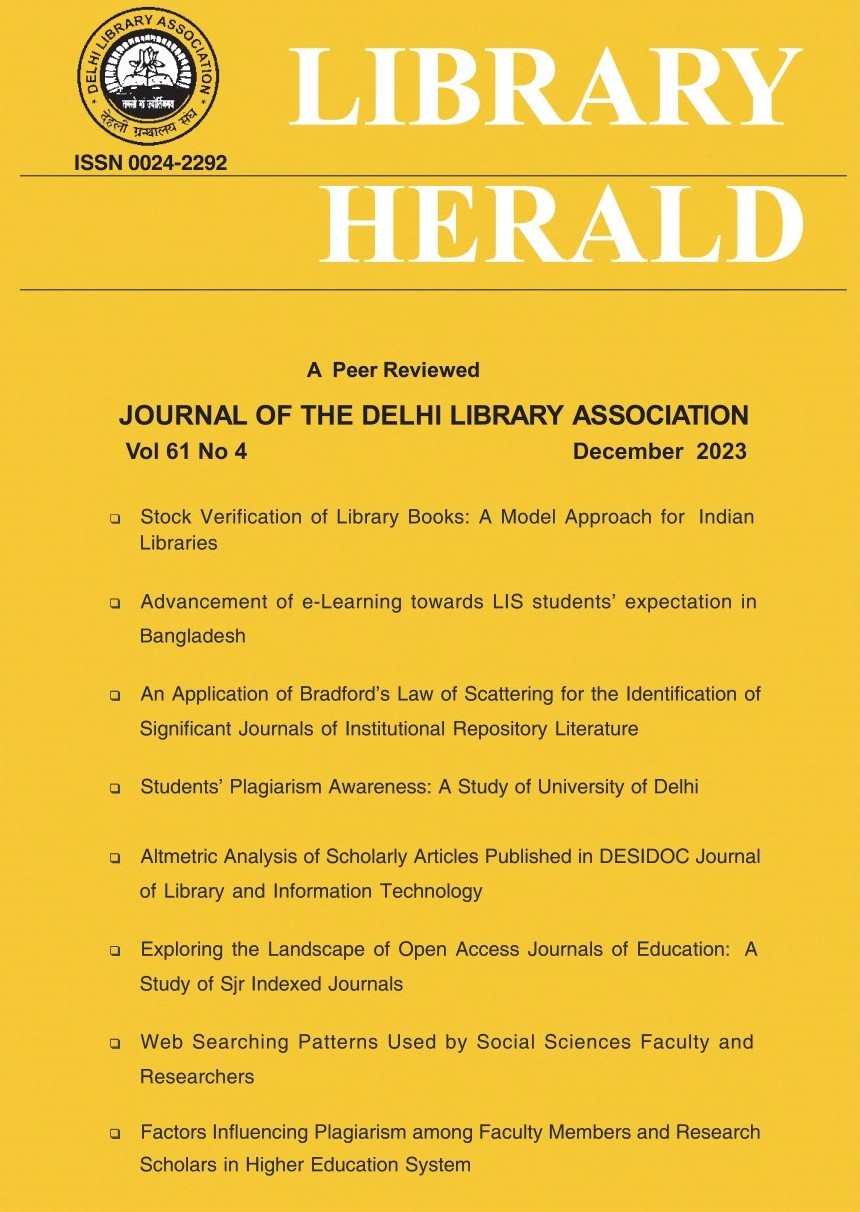 DELHI LIBRARY ASSOCIATION
तमसो मा ज्योतिर्गमय
देहली ग्रन्थालय संघ
ISSN 0024-2292
LIBRARY
HERALD
A Peer Reviewed
JOURNAL OF THE DELHI LIBRARY ASSOCIATION
Vol 61 No 4 December 2023
❑ Stock Verification of Library Books: A Model Approach for Indian
Libraries
❑ Advancement of e-Learning towards LIS students’ expectation in
Bangladesh
❑ An Application of Bradford’s Law of Scattering for the Identification of
Significant Journals of Institutional Repository Literature
❑ Students’ Plagiarism Awareness: A Study of University of Delhi
❑ Altmetric Analysis of Scholarly Articles Published in DESIDOC Journal
of Library and Information Technology
❑ Exploring the Landscape of Open Access Journals of Education: A
Study of Sjr Indexed Journals
❑ Web Searching Patterns Used by Social Sciences Faculty and
Researchers
❑ Factors Influencing Plagiarism among Faculty Members and Research
Scholars in Higher Education System